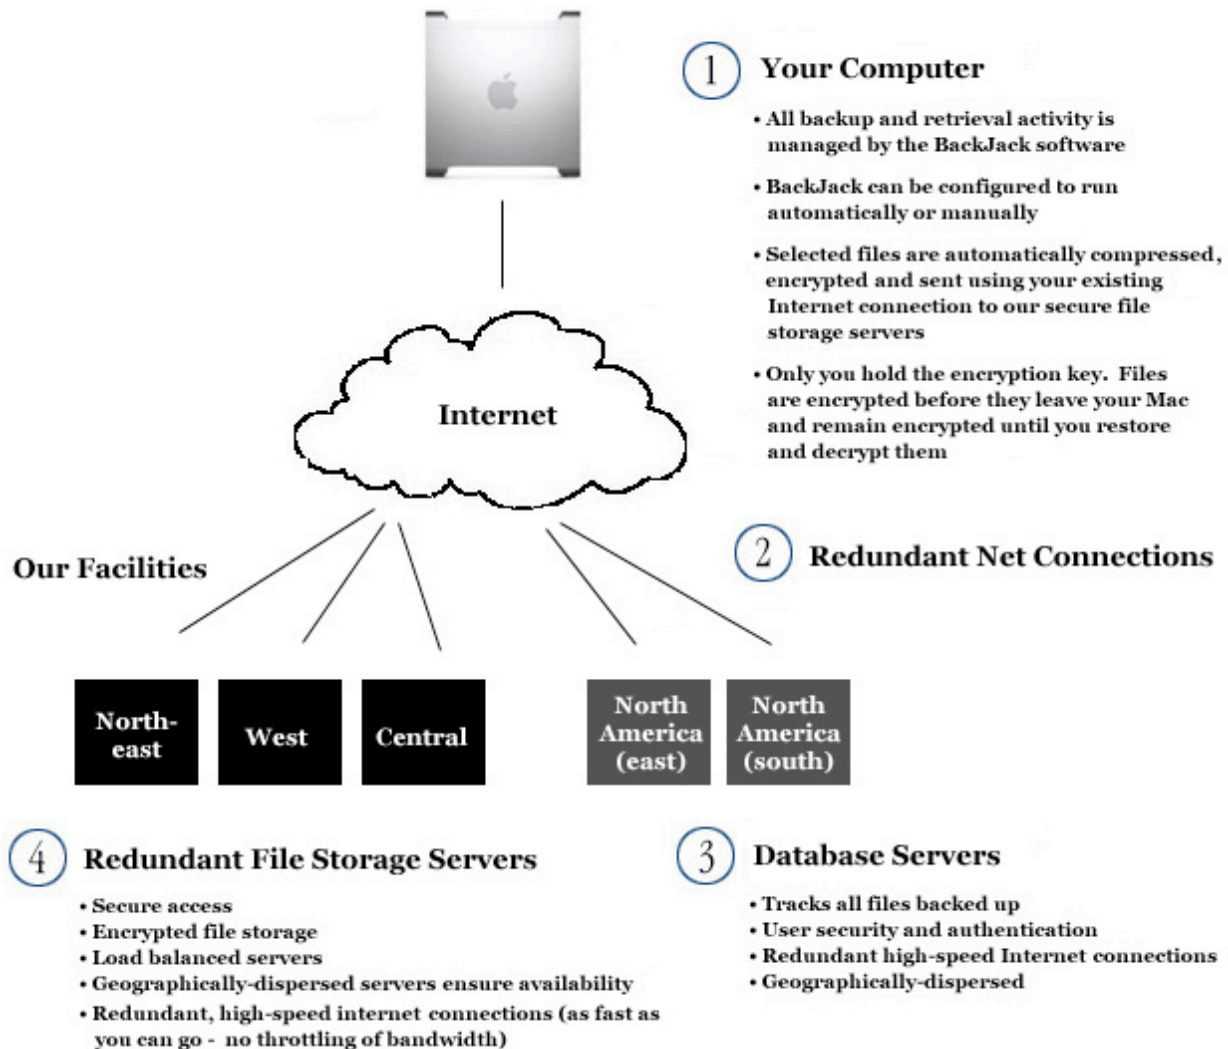 1 Your Computer
• All backup and retrieval activity is
managed by the BackJack software
• BackJack can be configured to run
automatically or manually
• Selected files are automatically compressed,
encrypted and sent using your existing
Internet connection to our secure file
storage servers
• Only you hold the encryption key. Files
are encrypted before they leave your Mac
and remain encrypted until you restore
and decrypt them
Internet
2 Redundant Net Connections
Our Facilities
North-
east
West
Central
North
America
(east)
North
America
(south)
4 Redundant File Storage Servers
• Secure access
• Encrypted file storage
• Load balanced servers
• Geographically-dispersed servers ensure availability
• Redundant, high-speed internet connections (as fast as
you can go - no throttling of bandwidth)
3 Database Servers
• Tracks all files backed up
• User security and authentication
• Redundant high-speed Internet connections
• Geographically-dispersed